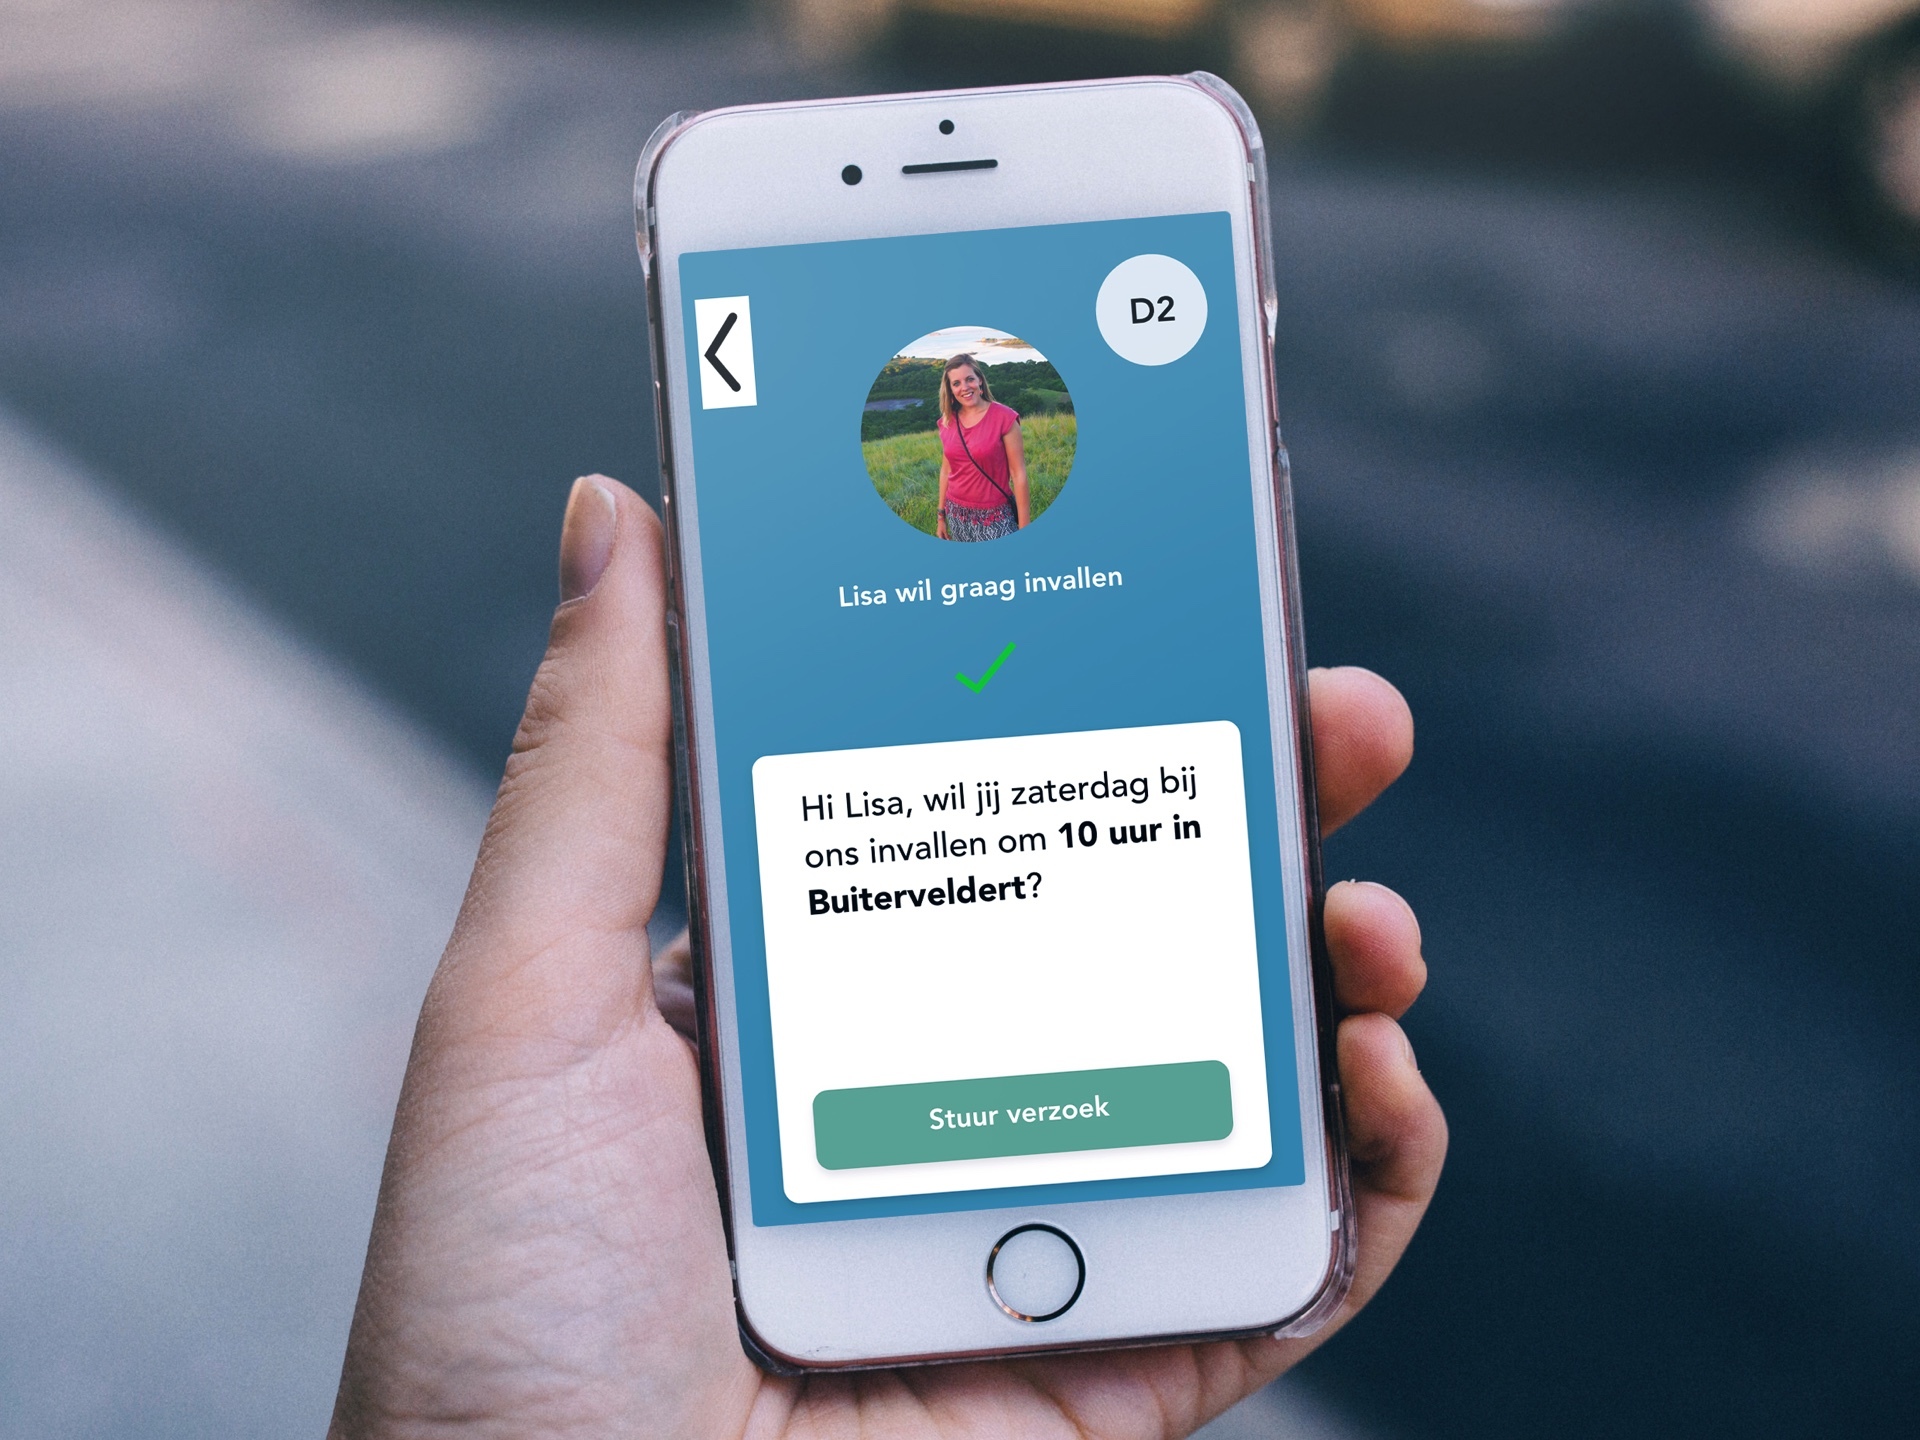 D2
Lisa wil graag invallen
Hi Lisa, wil jij zaterdag bij
ons invallen om 10 uur in
Buiterveldert?
Stuur verzoek